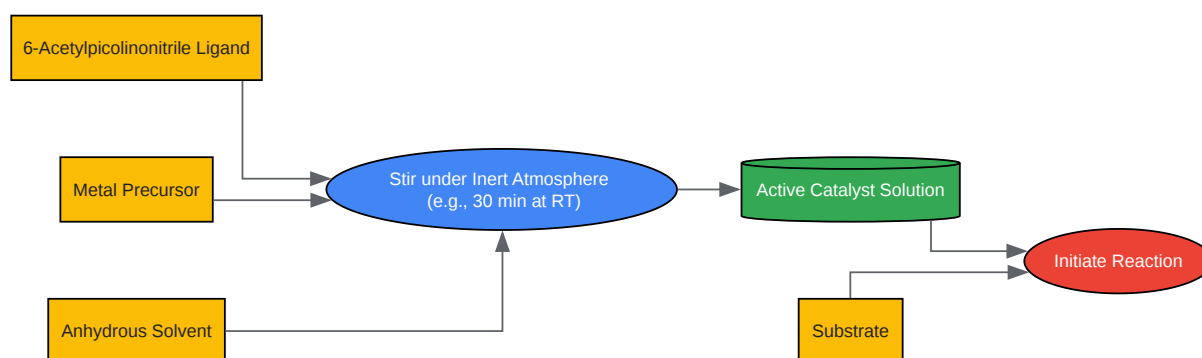 6-Acetylpicolinonitrile Ligand
Metal Precursor
Stir under Inert Atmosphere
(e.g., 30 min at RT)
Active Catalyst Solution
Initiate Reaction
Anhydrous Solvent
Substrate